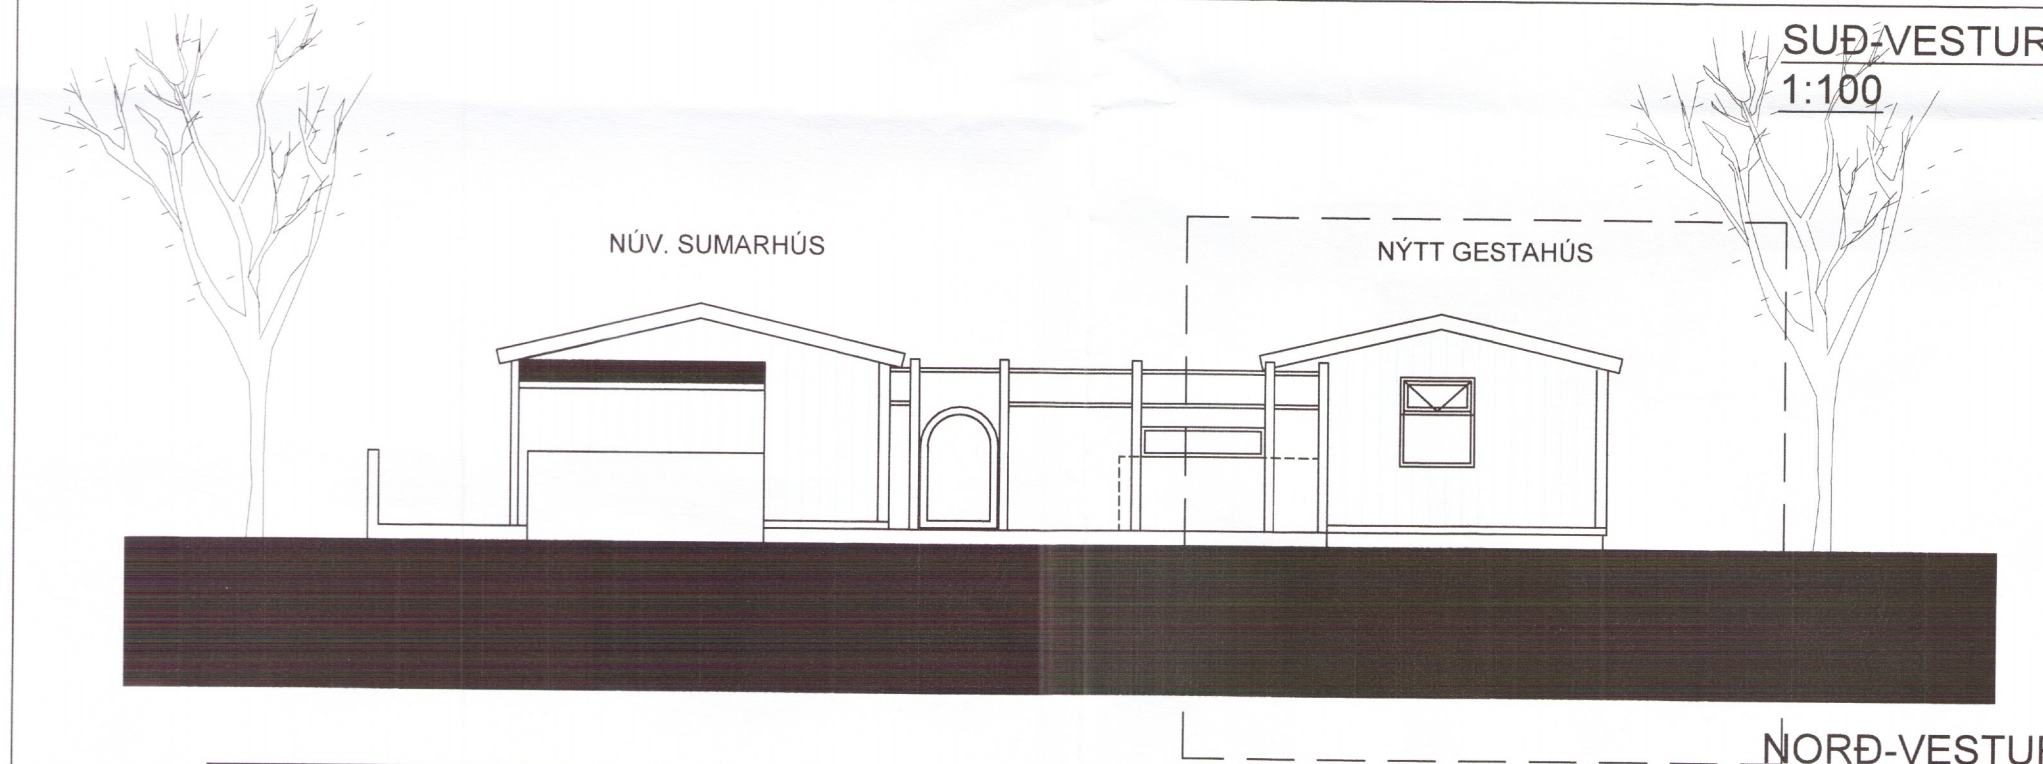 SUÐ-VESTUR
1:100
NÚV. SUMARHÚS
NÝTT GESTAHÚS
NORÐ-VESTUR